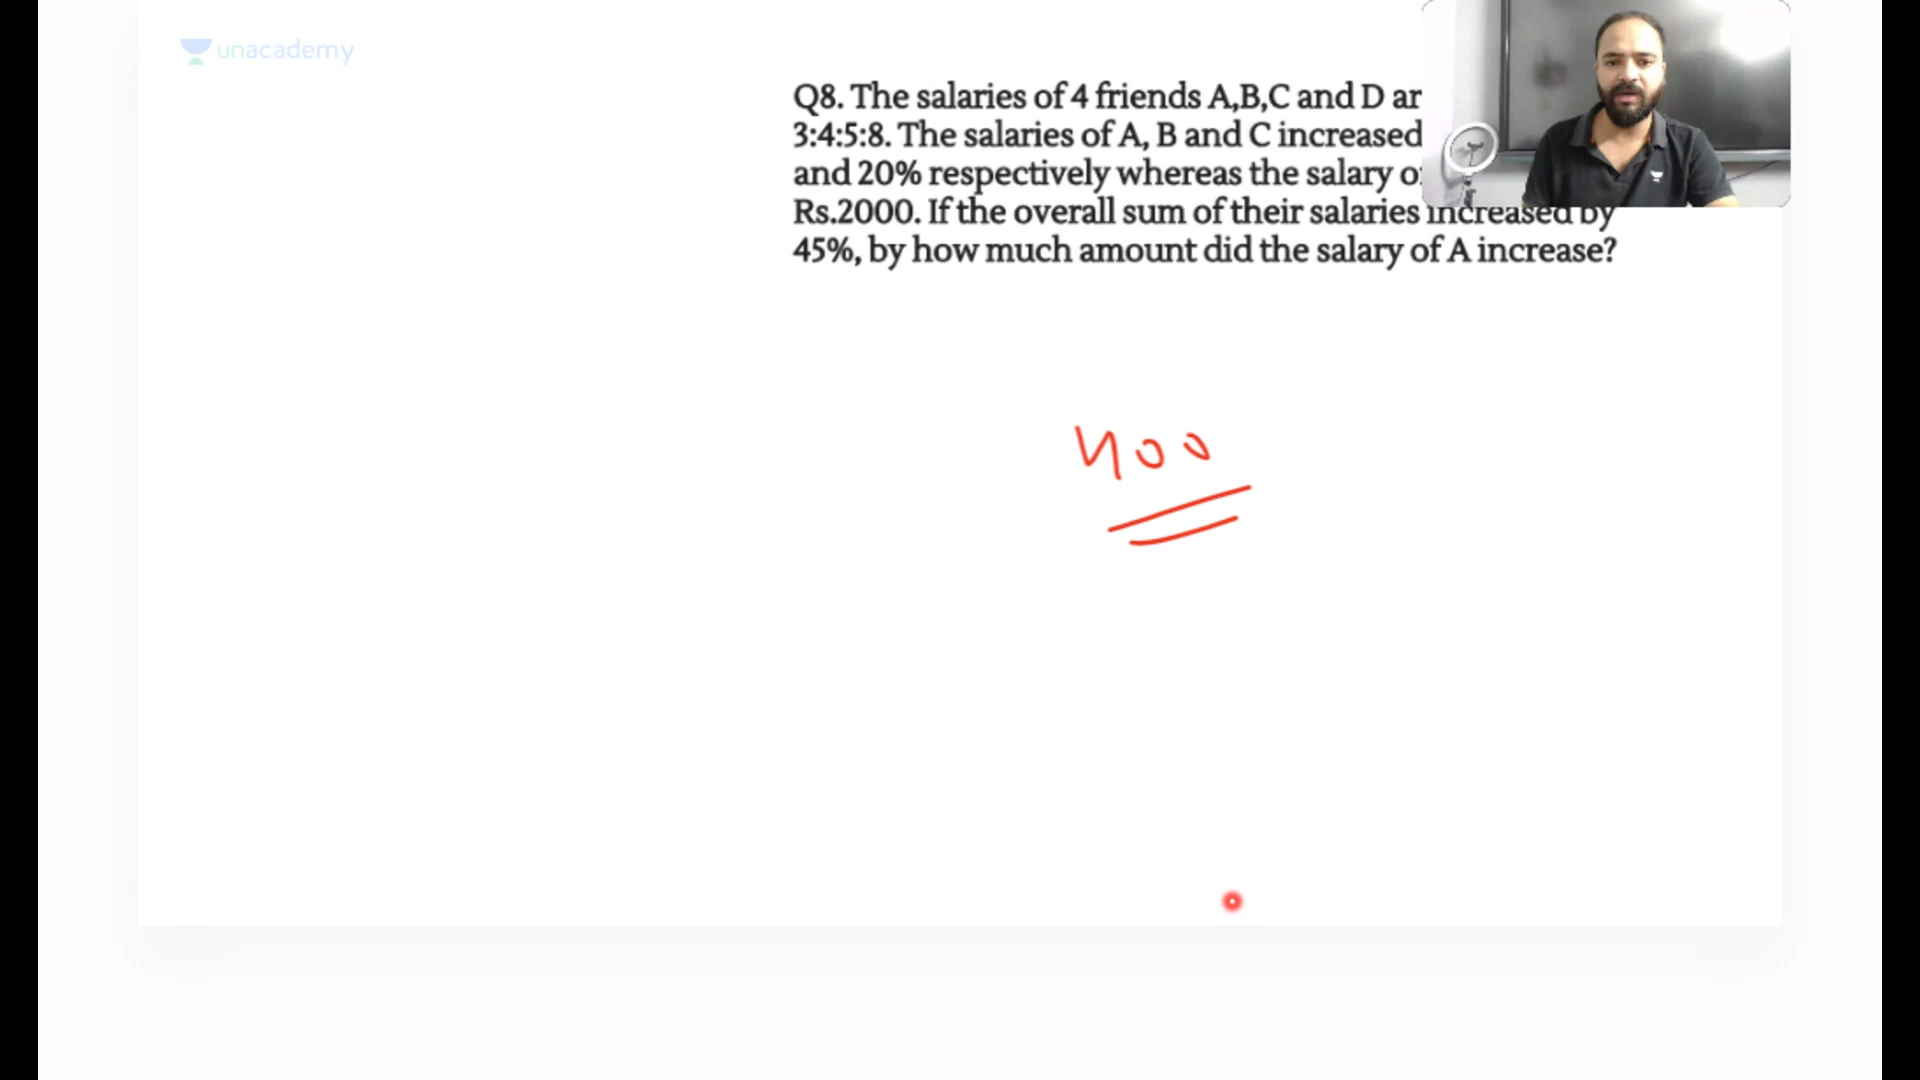 unacademy
Q8. The salaries of 4 friends A,B,C and D
3:4:5:8. The salaries of A, B and C increased
and 20% respectively whereas the salary
Rs.2000. If the overall sum of their salaries increased by
45%, by how much amount did the salary of A increase?
400